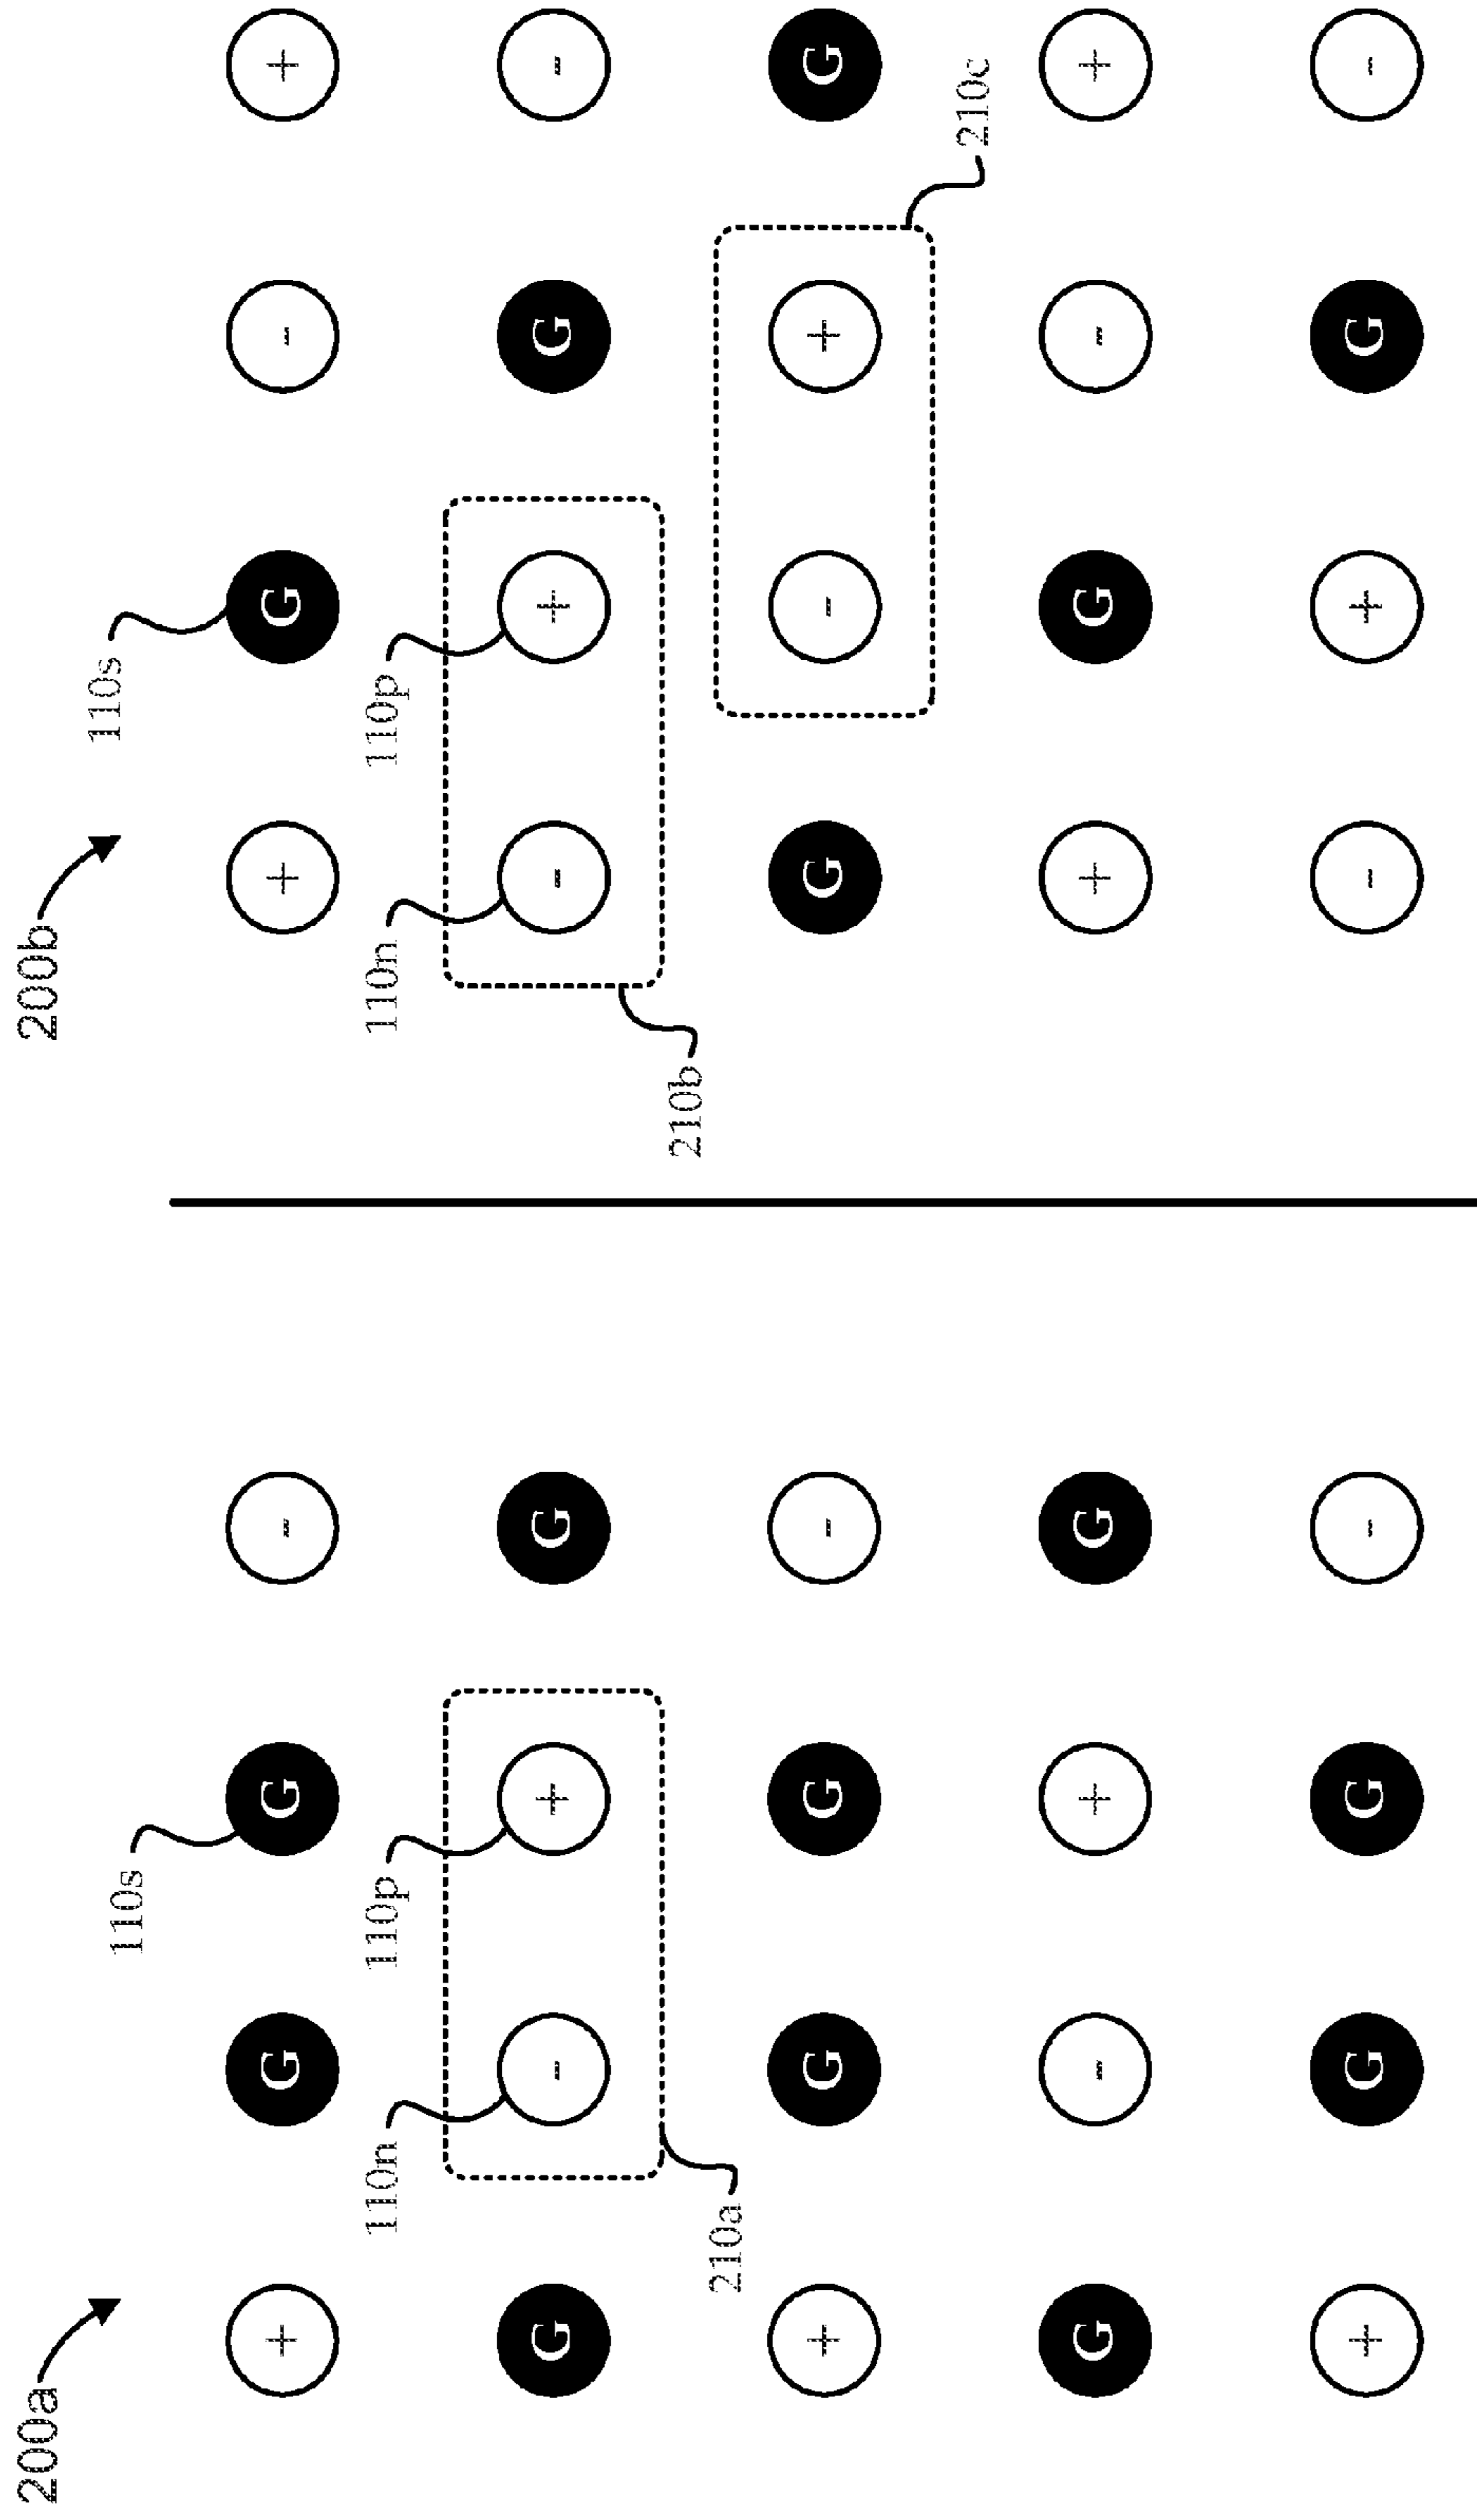 200a
110s
+ G G -
110n 110p
G - + G
210a
+ G G -
G - + G
+ G G -
200b
110s
+ G - +
110n 110p
- + G -
210b
G - + G
210c
+ G - +
- + G -